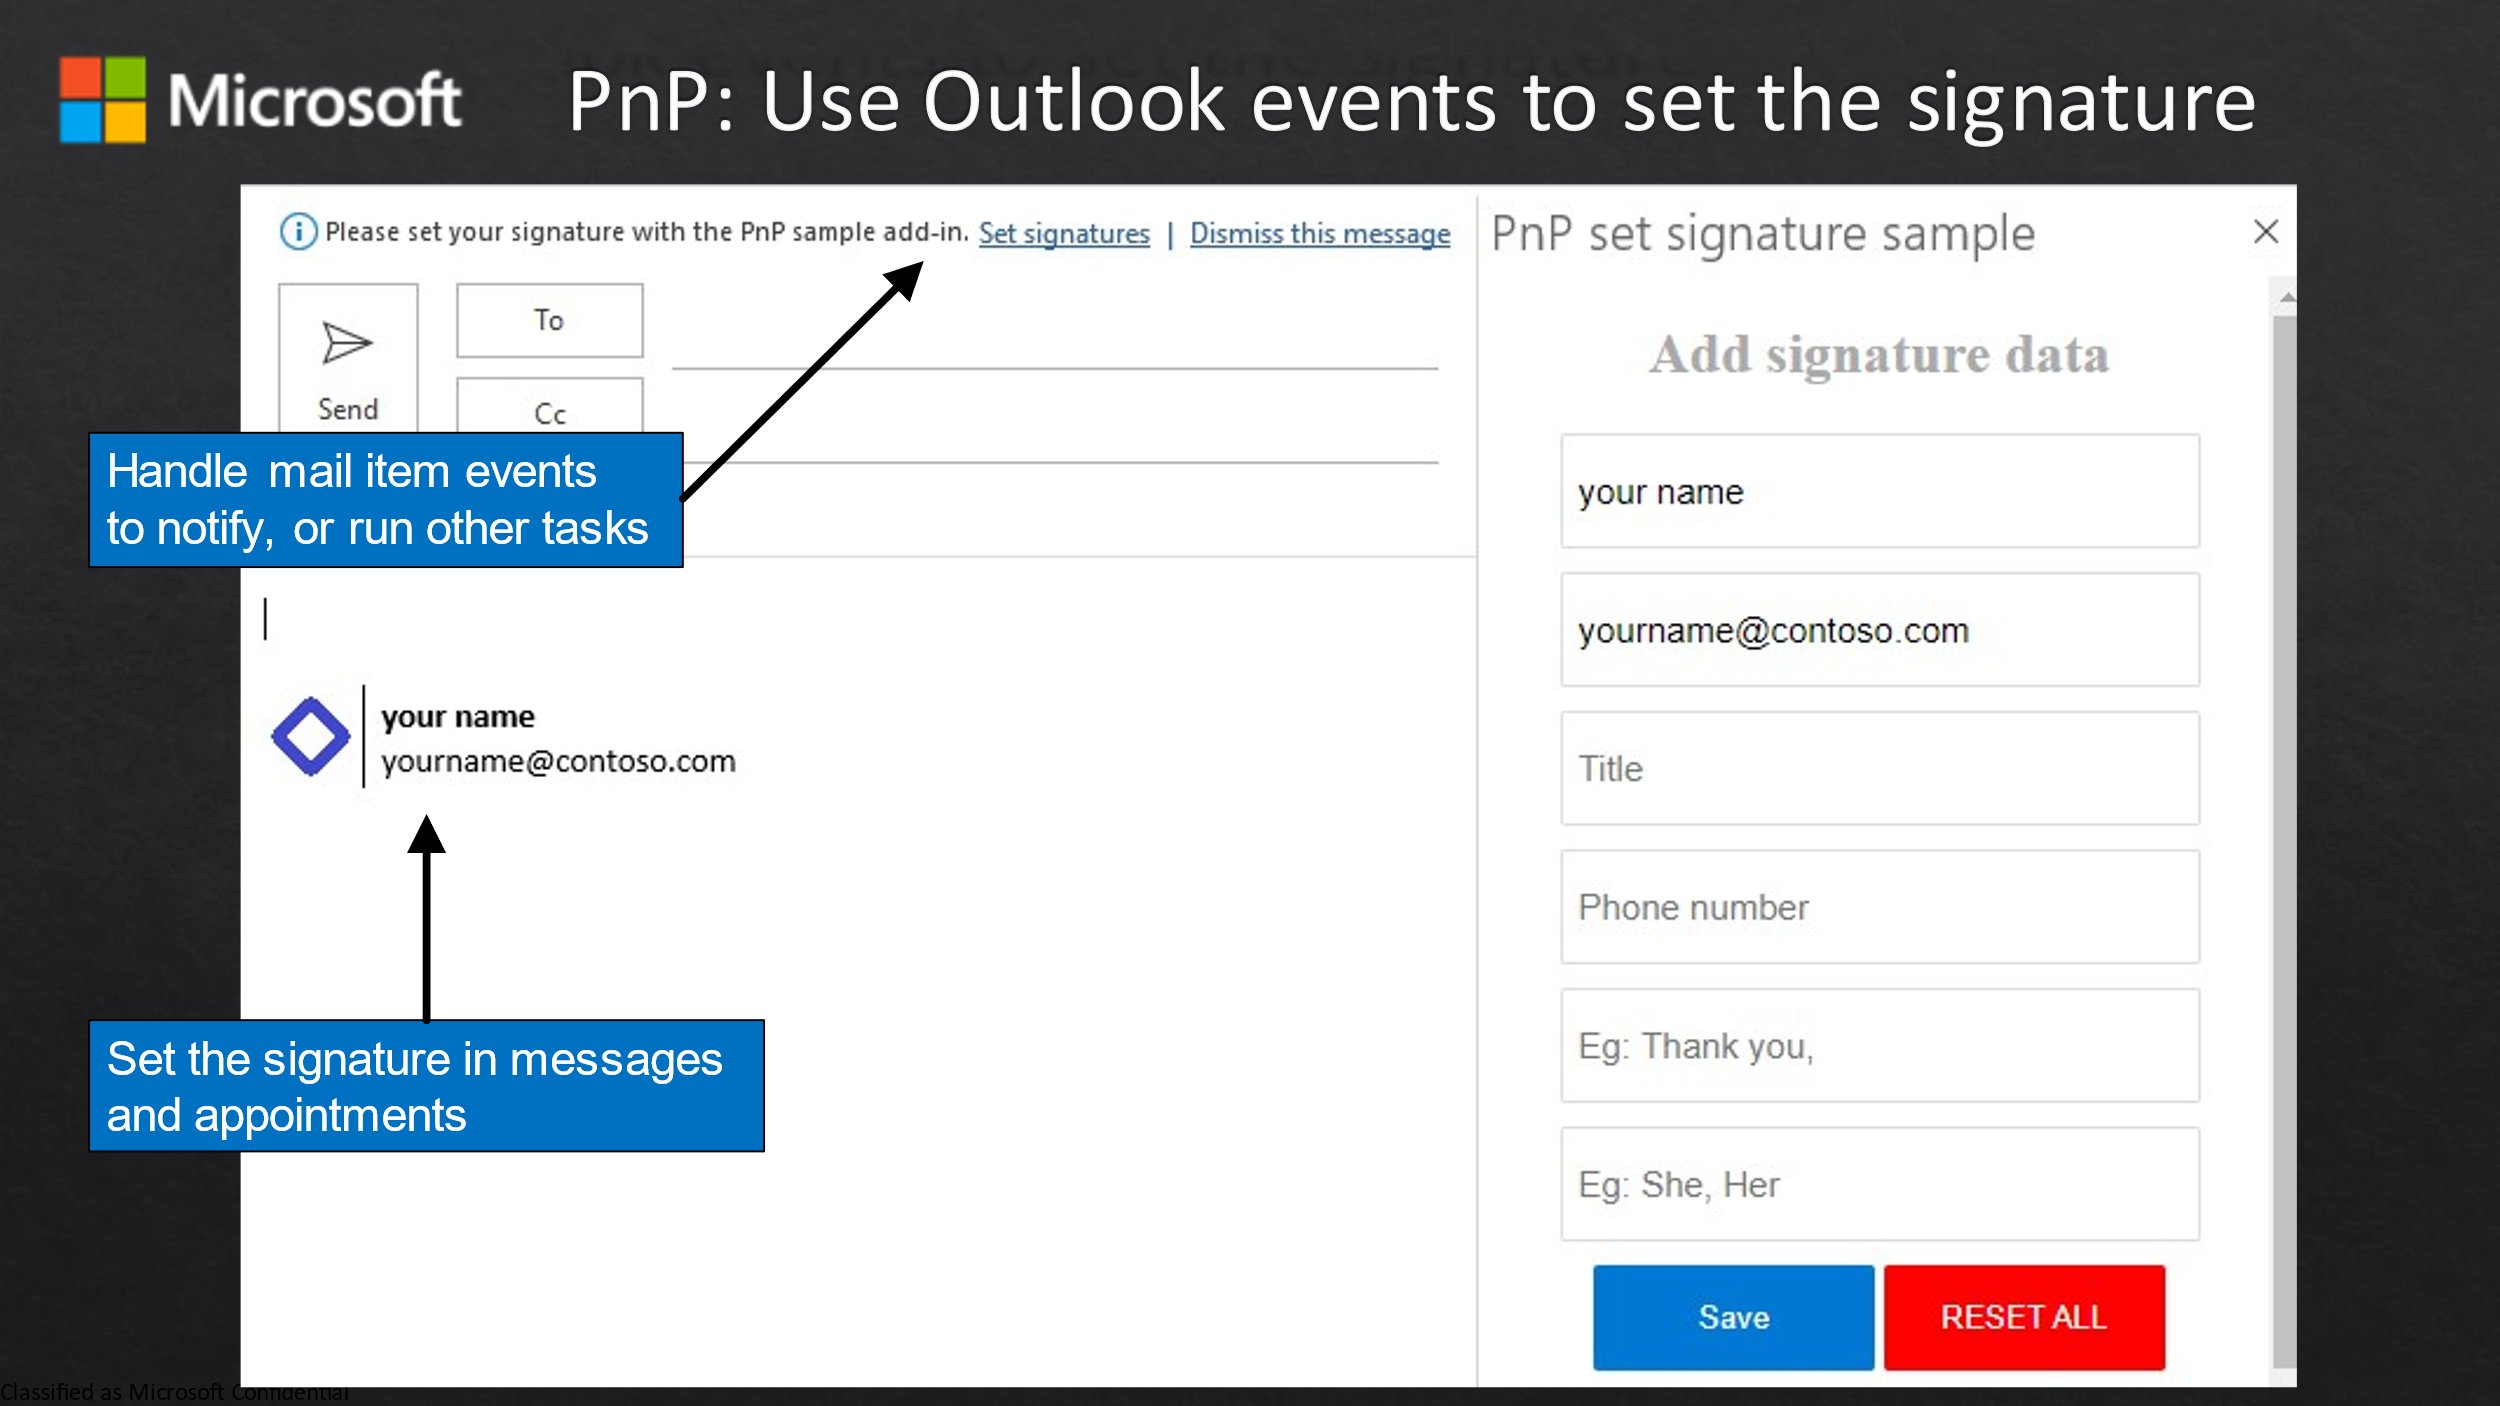 Microsoft
PnP: Use Outlook events to set the signature
Please set your signature with the PnP sample add-in. Set signatures | Dismiss this message
To
Send
Cc
Handle mail item events
to notify, or run other tasks
your name
yourname@contoso.com
Set the signature in messages
and appointments
PnP set signature sample
Add signature data
your name
yourname@contoso.com
Title
Phone number
Eg: Thank you,
Eg: She, Her
Save
RESET ALL
Classified as Microsoft Confidential